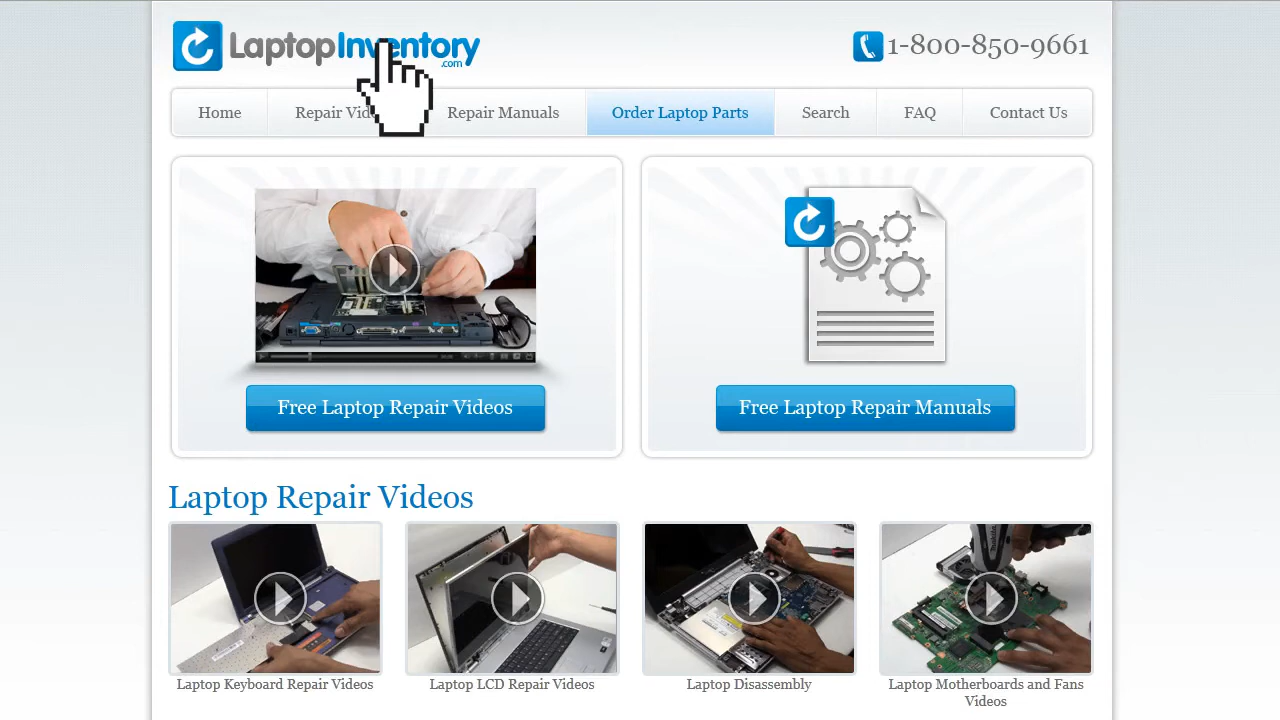 LaptopInventory
.com
1-800-850-9661
Home
Repair
Repair Manuals
Order Laptop Parts
Search
FAQ
Contact Us
Free Laptop Repair Videos
Free Laptop Repair Manuals
Laptop Repair Videos
Laptop Keyboard Repair Videos
Laptop LCD Repair Videos
Laptop Disassembly
Laptop Motherboards and Fans
Videos